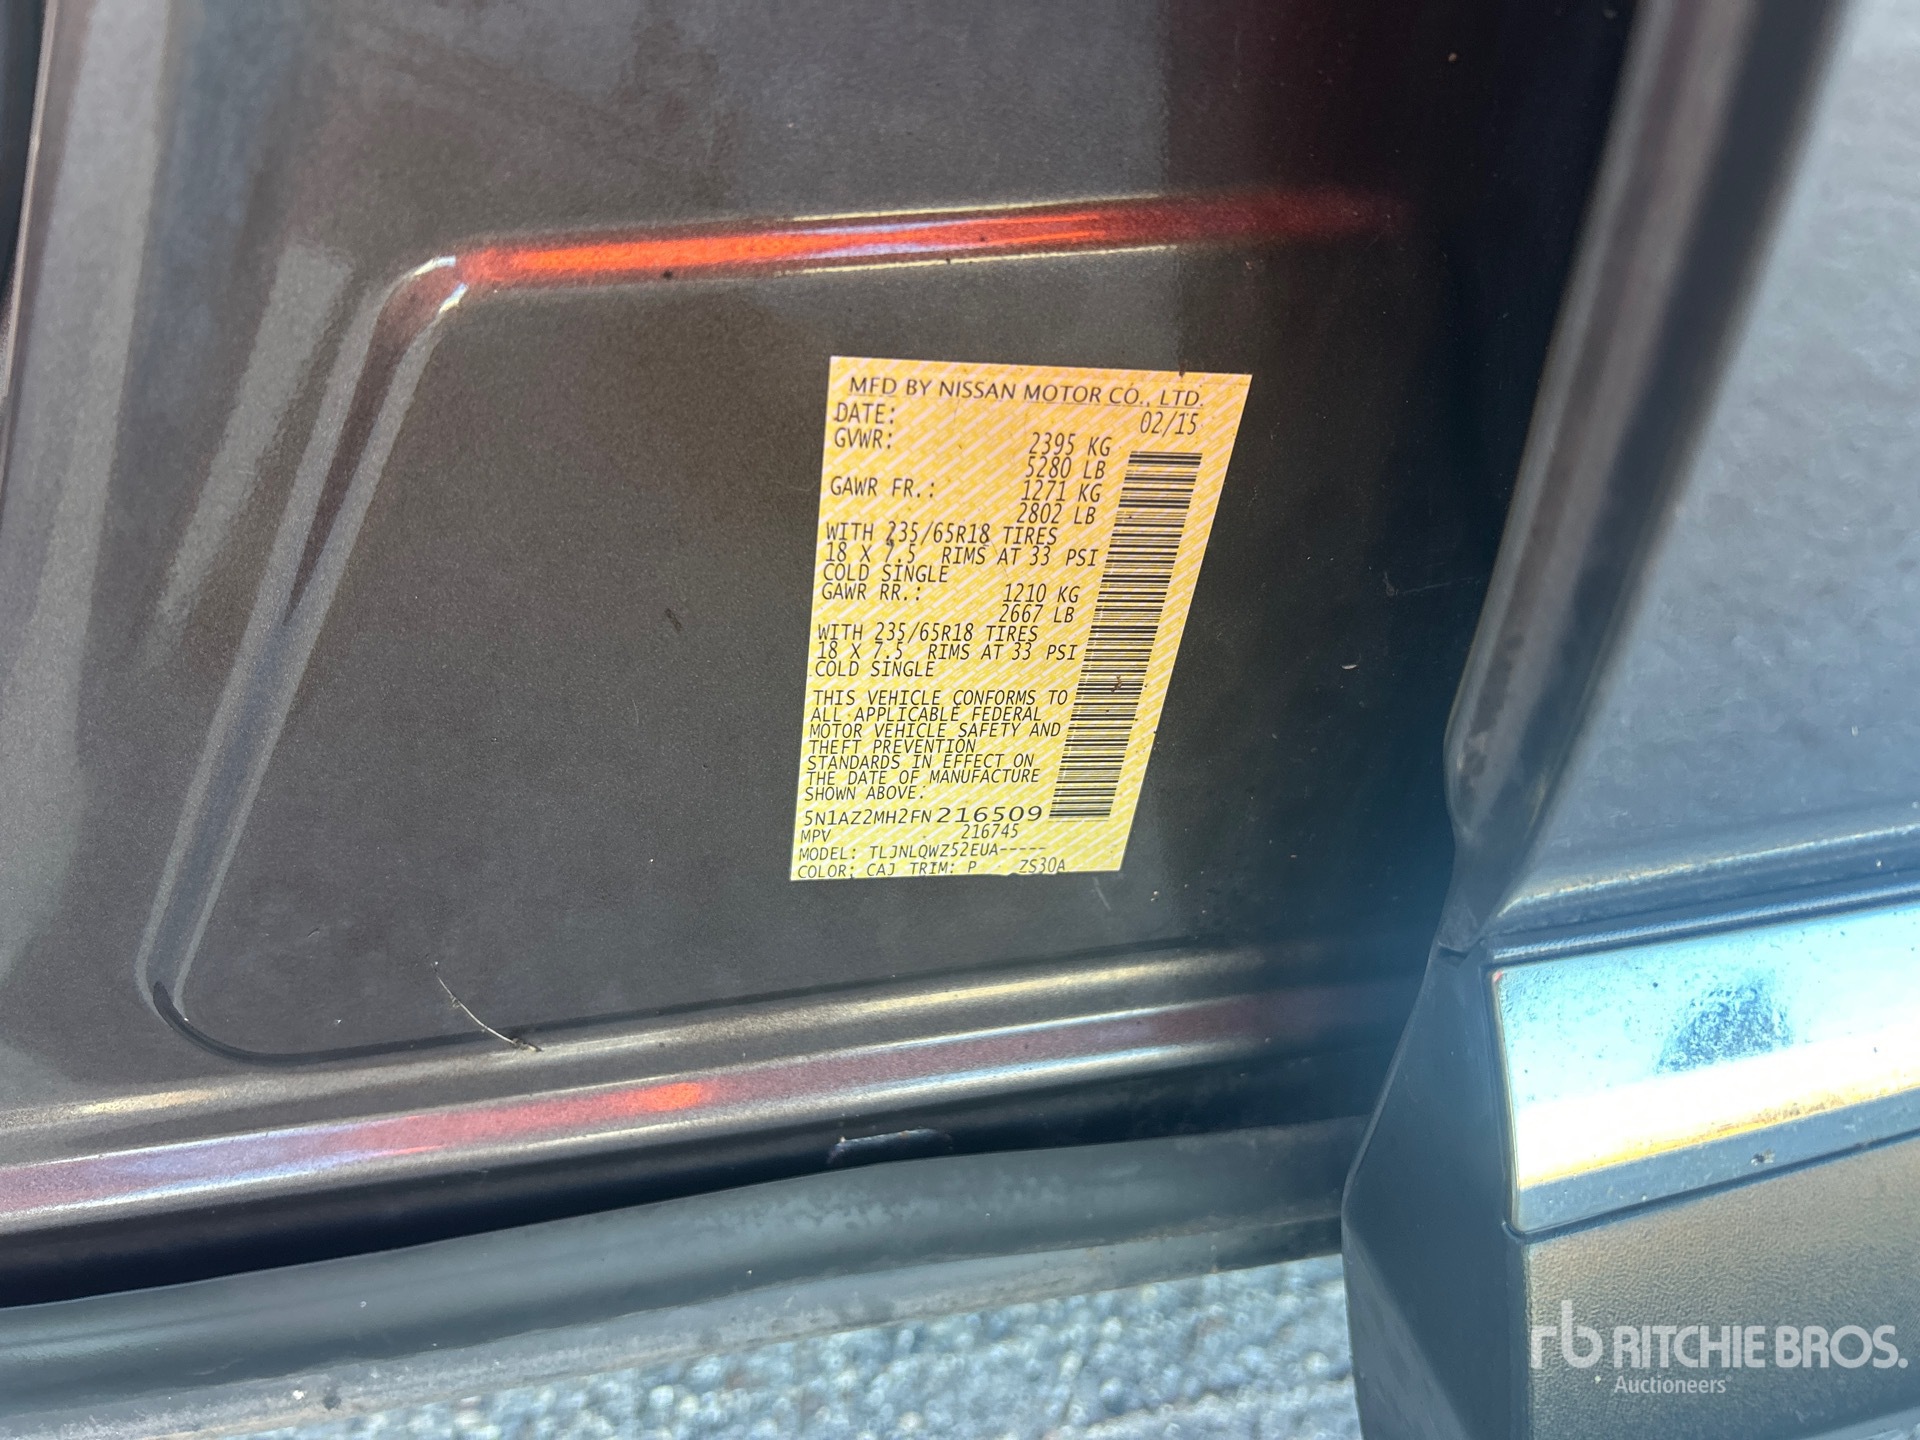 MFD BY NISSAN MOTOR CO., LTD.
DATE: 02/15
GVWR: 2395 KG
5280 LB
GAWR FR.: 1271 KG
2802 LB
WITH 235/65R18 TIRES
18 X 7.5 RIMS AT 33 PSI
COLD SINGLE
GAWR RR.: 1210 KG
2667 LB
WITH 235/65R18 TIRES
18 X 7.5 RIMS AT 33 PSI
COLD SINGLE
THIS VEHICLE CONFORMS TO
ALL APPLICABLE FEDERAL
MOTOR VEHICLE SAFETY AND
THEFT PREVENTION
STANDARDS IN EFFECT ON
THE DATE OF MANUFACTURE
SHOWN ABOVE:
5N1AZ2MH2FN216509
MPV 216745
MODEL: TLJNLQWZ52EUA-----
COLOR: CAJ TRIM: P ZS30A
rb RITCHIE BROS.
Auctioneers